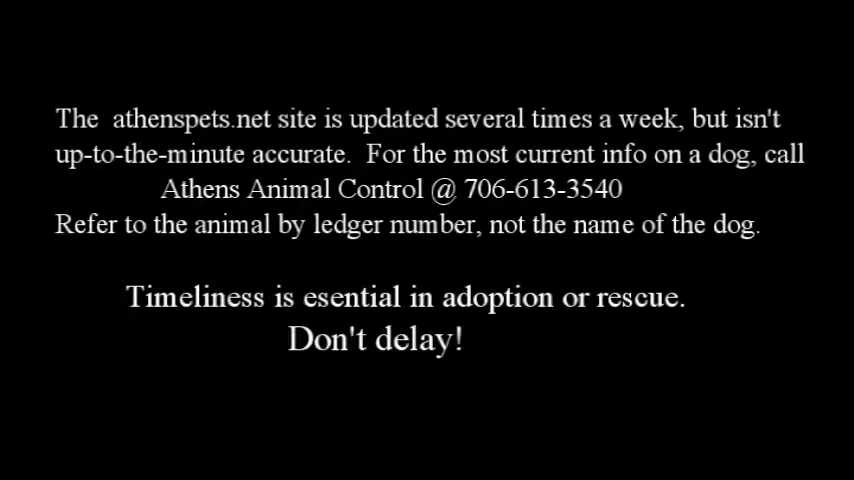 The  athenspets.net site is updated several times a week, but isn't
up-to-the-minute accurate.  For the most current info on a dog, call
Athens Animal Control @ 706-613-3540
Refer to the animal by ledger number, not the name of the dog.
Timeliness is esential in adoption or rescue.
Don't delay!